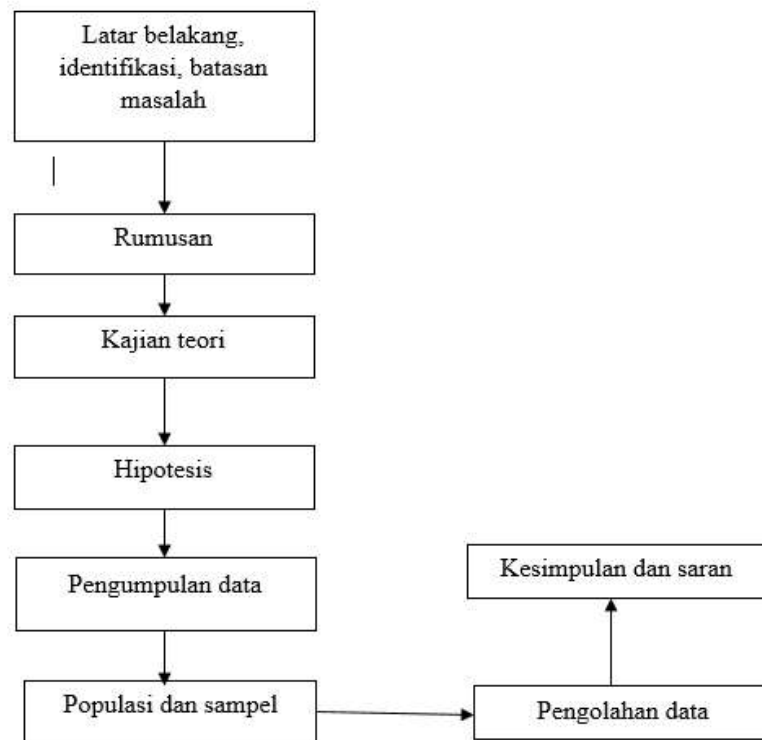 Latar belakang,
identifikasi, batasan
masalah
Rumusan
Kajian teori
Hipotesis
Pengumpulan data
Populasi dan sampel
Pengolahan data
Kesimpulan dan saran